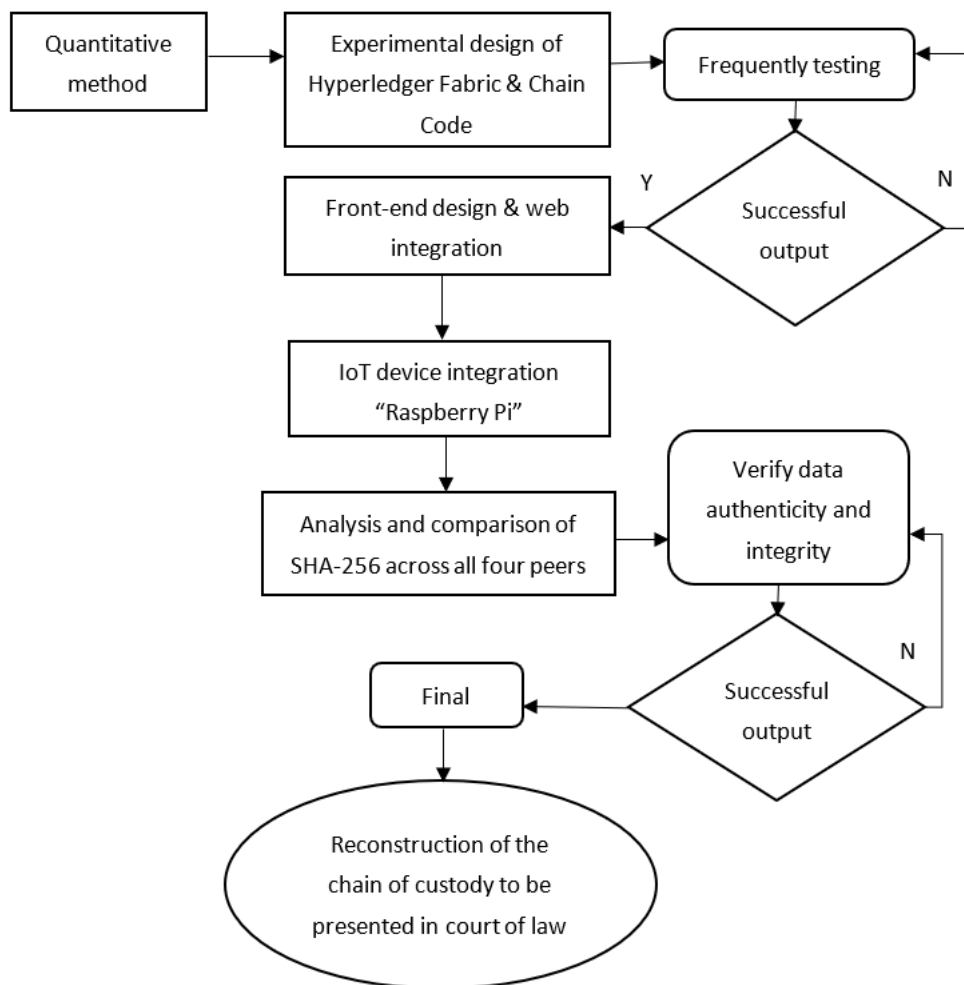 Quantitative
method
Experimental design of
Hyperledger Fabric & Chain
Code
Frequently testing
Successful
output
Y
N
Front-end design & web
integration
IoT device integration
“Raspberry Pi”
Analysis and comparison of
SHA-256 across all four peers
Verify data
authenticity and
integrity
Successful
output
N
Final
Reconstruction of the
chain of custody to be
presented in court of law